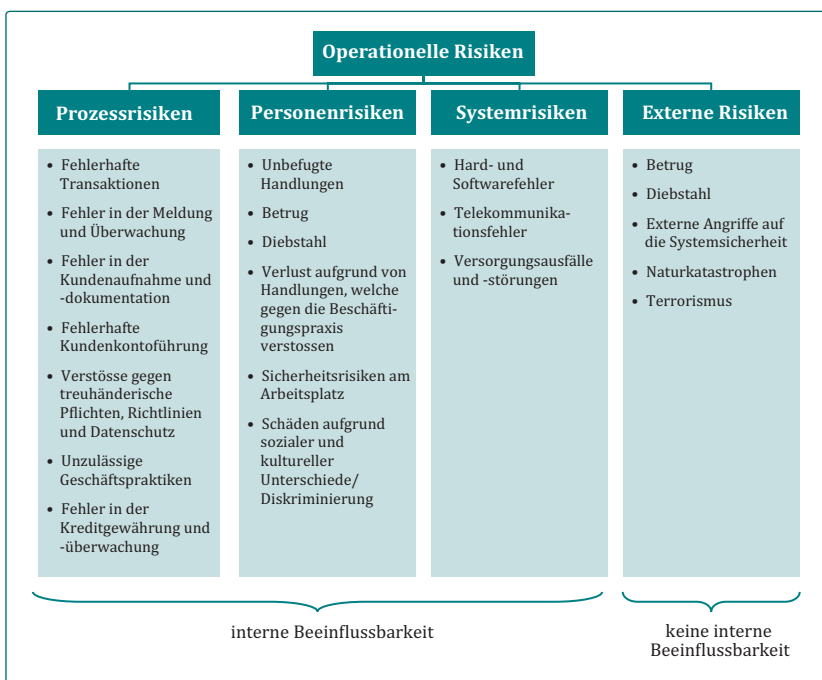 Operationelle Risiken
Prozessrisiken
• Fehlerhafte
Transaktionen
• Fehler in der Meldung
und Überwachung
• Fehler in der
Kundenaufnahme und
-dokumentation
• Fehlerhafte
Kundenkontoführung
• Verstösse gegen
treuhänderische
Pflichten, Richtlinien
und Datenschutz
• Unzulässige
Geschäftspraktiken
• Fehler in der
Kreditgewährung und
-überwachung
Personenrisiken
• Unbefugte
Handlungen
• Betrug
• Diebstahl
• Verlust aufgrund von
Handlungen, welche
gegen die Beschäfti-
gungspraxis
verstossen
• Sicherheitsrisiken am
Arbeitsplatz
• Schäden aufgrund
sozialer und
kultureller
Unterschiede/
Diskriminierung
Systemrisiken
• Hard- und
Softwarefehler
• Telekommunika-
tionsfehler
• Versorgungsausfälle
und -störungen
Externe Risiken
• Betrug
• Diebstahl
• Externe Angriffe auf
die Systemsicherheit
• Naturkatastrophen
• Terrorismus
interne Beeinflussbarkeit
keine interne
Beeinflussbarkeit